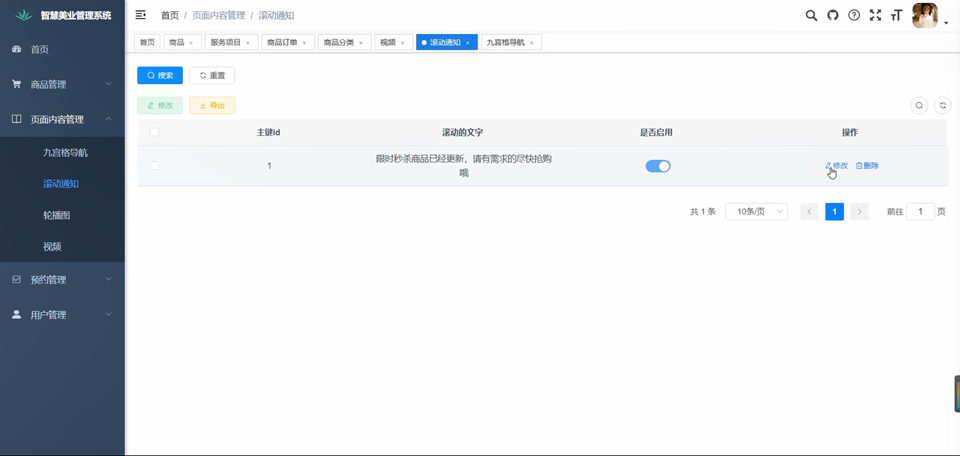 智慧美业管理系统
首页 / 页面内容管理 / 滚动通知
首页
商品管理
页面内容管理
九宫格导航
滚动通知
轮播图
视频
预约管理
用户管理
首页 商品 × 服务项目 × 商品订单 × 商品分类 × 视频 × 滚动通知 × 九宫格导航 ×
搜索 重置
修改 导出
主键id 滚动的文字 是否启用 操作
1 限时秒杀商品已经更新，请有需求的尽快抢购
哦
修改 删除
共 1 条 10条/页 1 前往 1 页